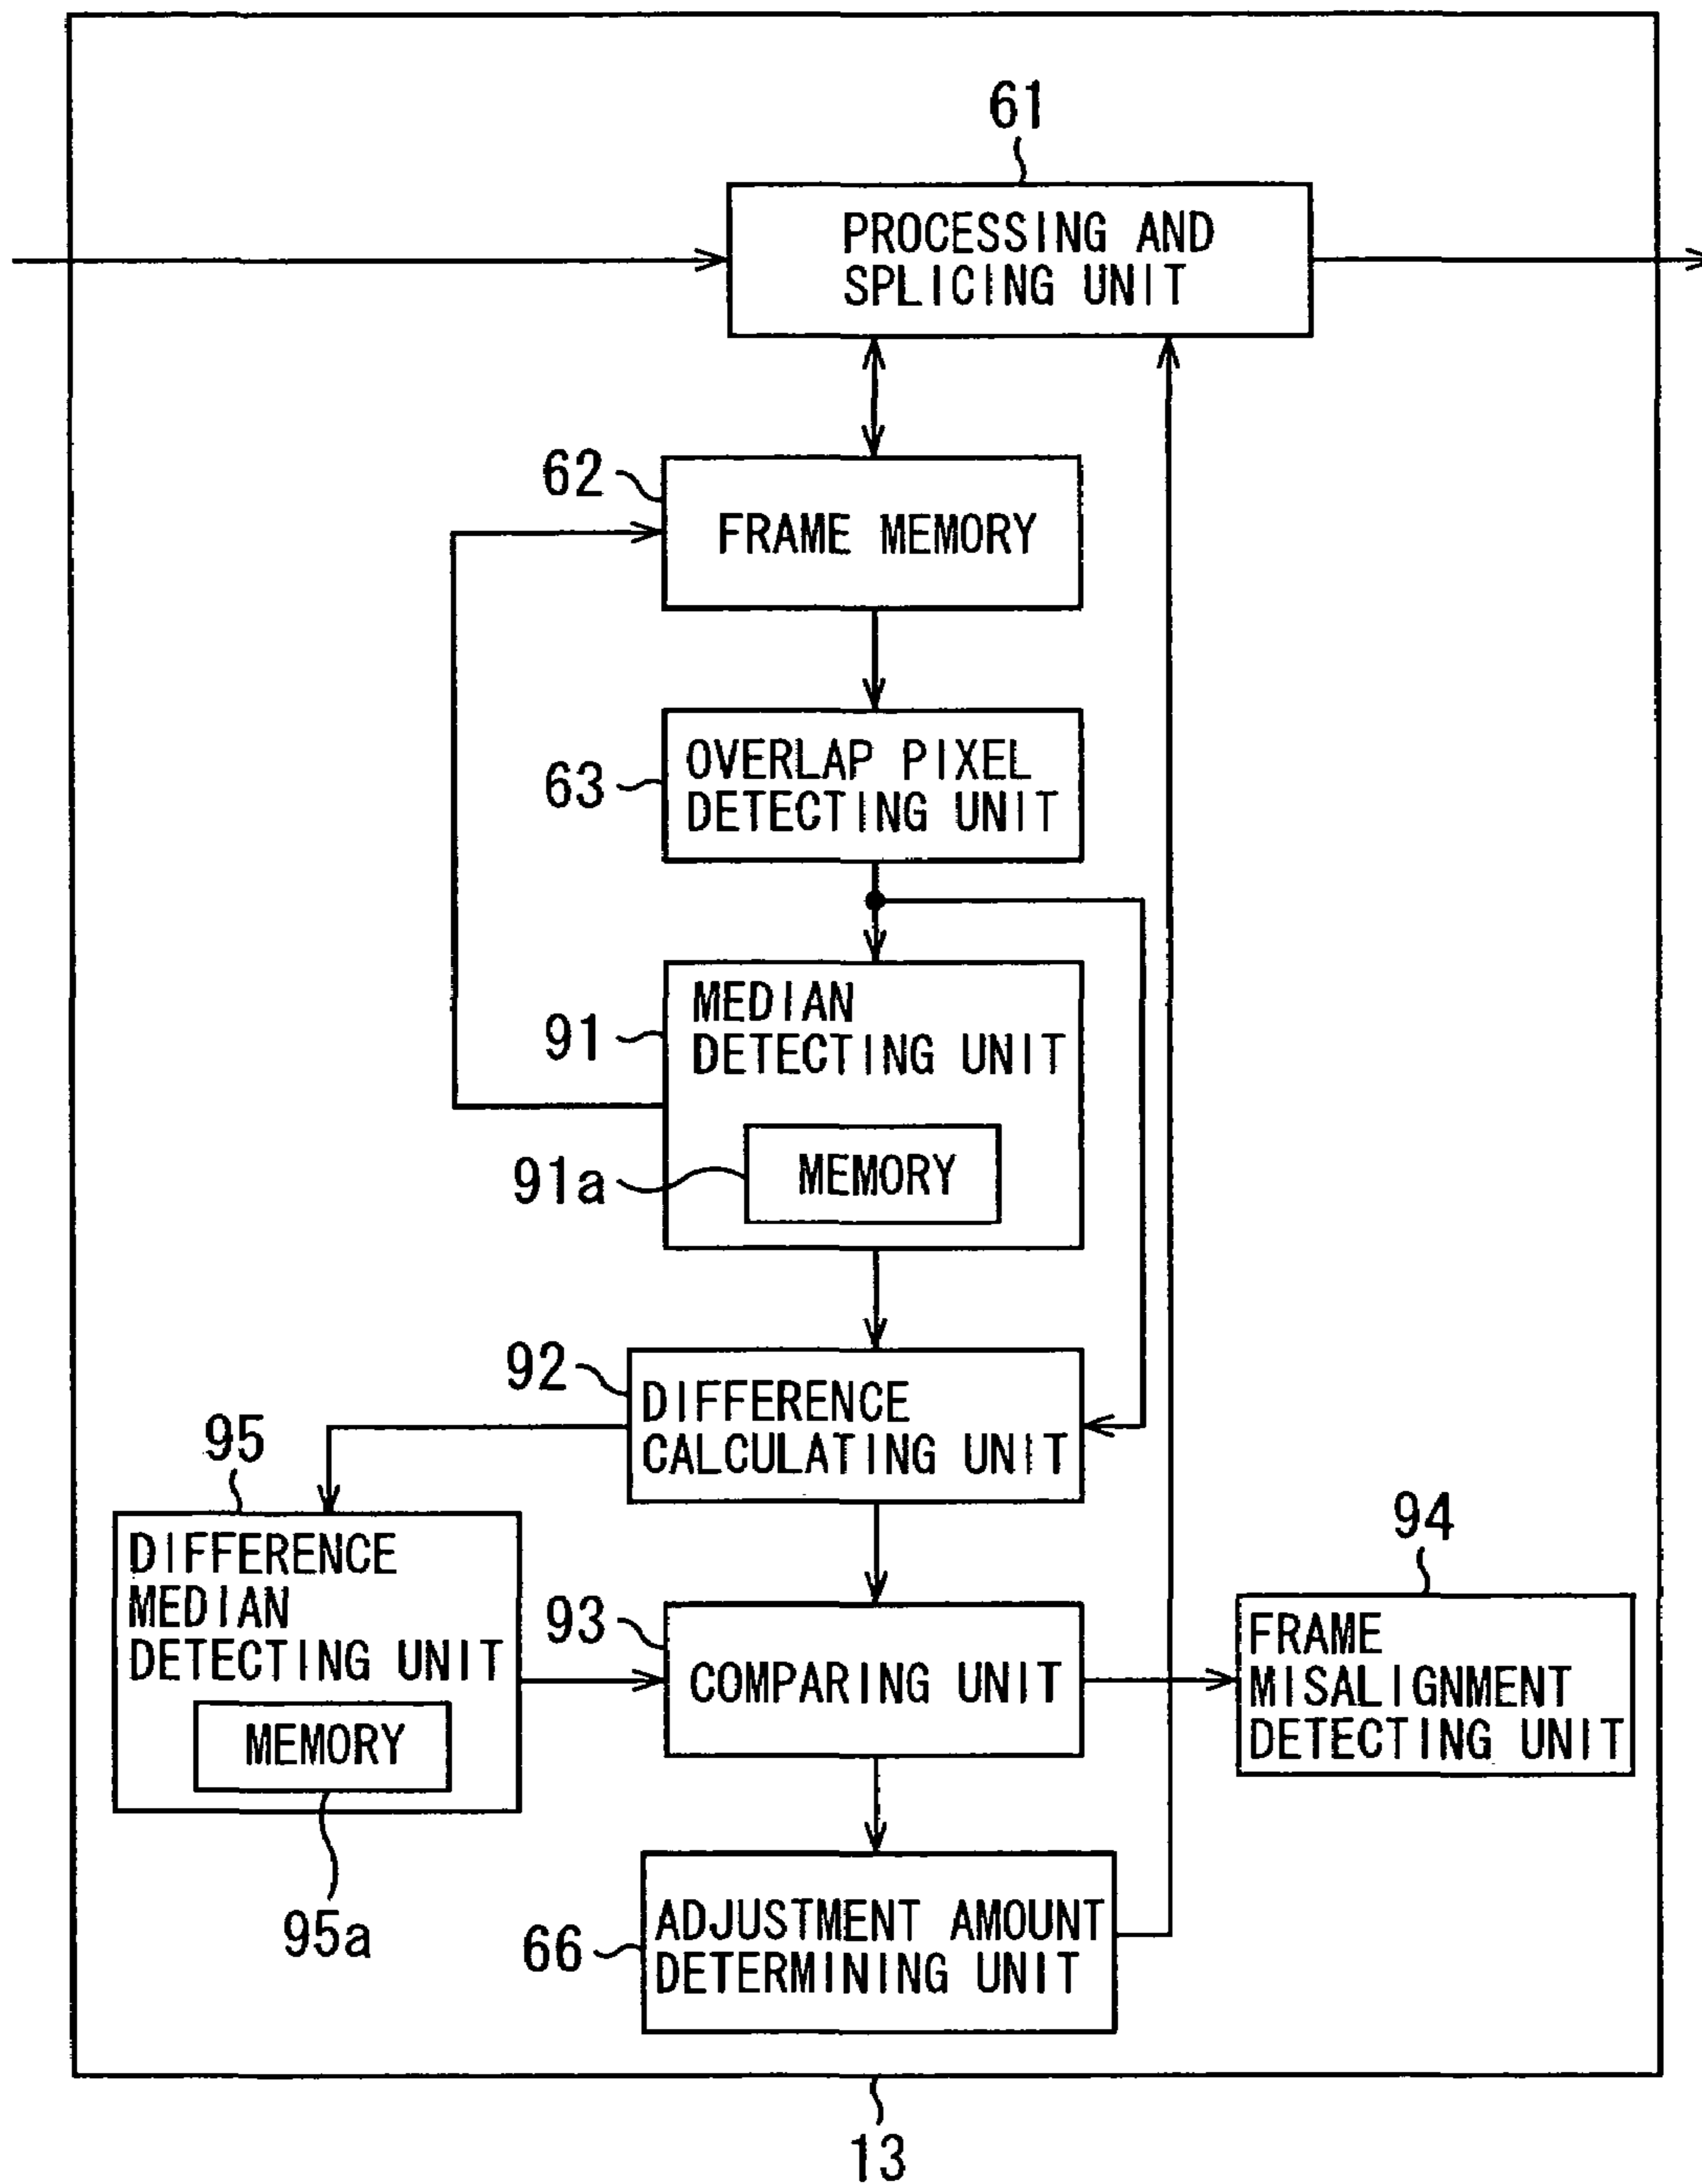 61
PROCESSING AND
SPLICING UNIT
62
FRAME MEMORY
63
OVERLAP PIXEL
DETECTING UNIT
91
MEDIAN
DETECTING UNIT
91a
MEMORY
92
DIFFERENCE
CALCULATING UNIT
95
DIFFERENCE
MEDIAN
DETECTING UNIT
MEMORY
95a
93
COMPARING UNIT
94
FRAME
MISALIGNMENT
DETECTING UNIT
66
ADJUSTMENT AMOUNT
DETERMINING UNIT
13